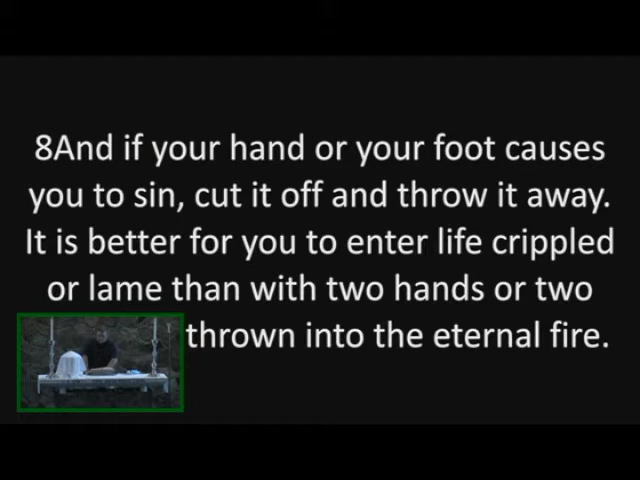 8And if your hand or your foot causes
you to sin, cut it off and throw it away.
It is better for you to enter life crippled
or lame than with two hands or two
thrown into the eternal fire.